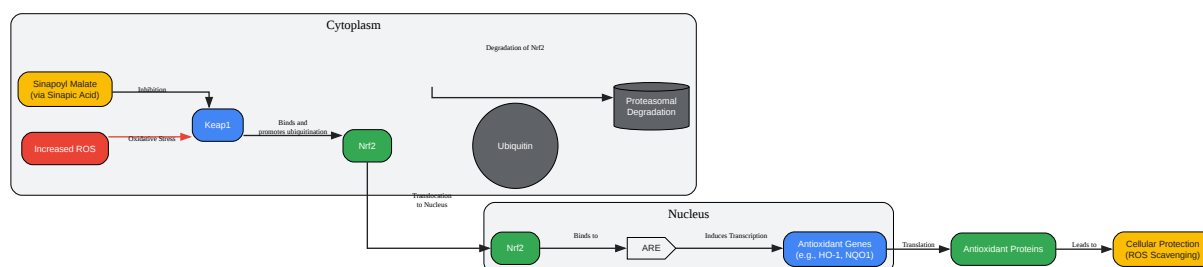 Cytoplasm
Degradation of Nrf2
Sinapoyl Malate
(via Sinapic Acid)
Inhibition
Proteasomal
Degradation
Keap1
Binds and
promotes ubiquitination
Increased ROS
Oxidative Stress
Nrf2
Ubiquitin
Translocation
to Nucleus
Nucleus
Nrf2
Binds to
ARE
Induces Transcription
Antioxidant Genes
(e.g., HO-1, NQO1)
Translation
Antioxidant Proteins
Leads to
Cellular Protection
(ROS Scavenging)